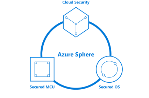 Cloud Security
Azure Sphere
Secured MCU
Secured OS